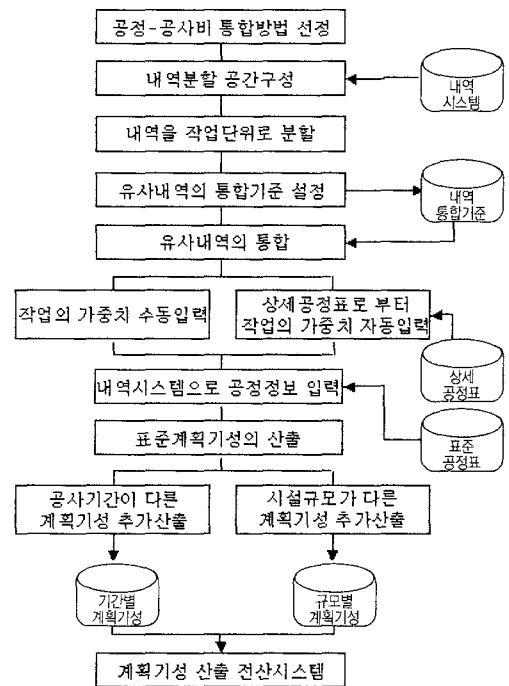 공정-공사비 통합방법 선정
내역분할 공간구성
내역
시스템
내역을 작업단위로 분할
유사내역의 통합기준 설정
내역
통합기준
유사내역의 통합
작업의 가중치 수동입력
상세공정표로 부터
작업의 가중치 자동입력
상세
공정표
내역시스템으로 공정정보 입력
표준
공정표
표준계획기성의 산출
공사기간이 다른
계획기성 추가산출
시설규모가 다른
계획기성 추가산출
기간별
계획기성
규모별
계획기성
계획기성 산출 전산시스템